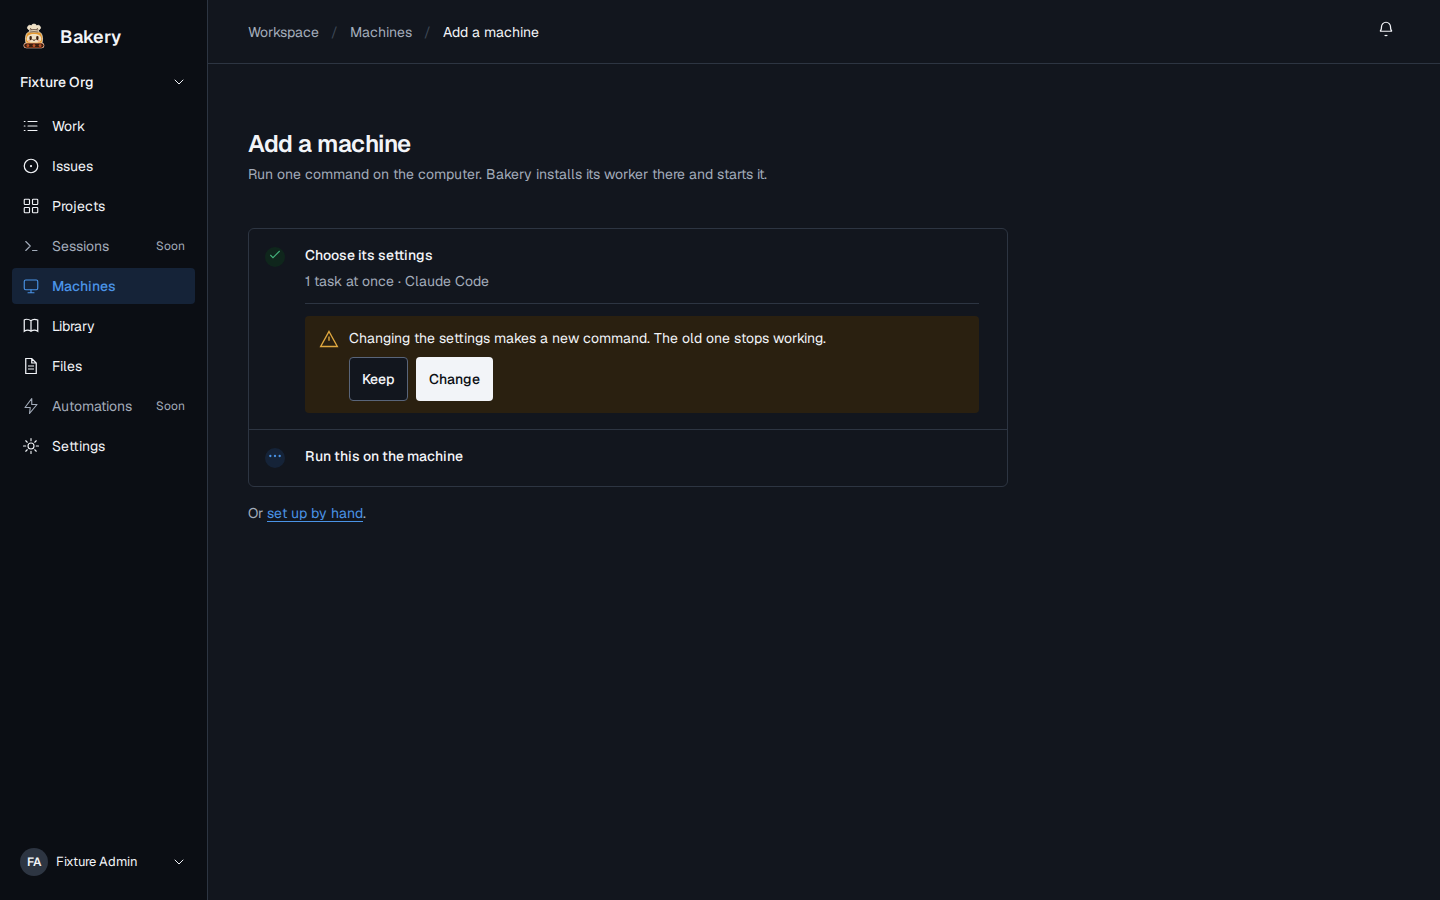 Bakery
Fixture Org
Work
Issues
Projects
Sessions Soon
Machines
Library
Files
Automations Soon
Settings
FA Fixture Admin
Workspace / Machines / Add a machine
Add a machine
Run one command on the computer. Bakery installs its worker there and starts it.
Choose its settings
1 task at once · Claude Code
Changing the settings makes a new command. The old one stops working.
Keep Change
Run this on the machine
Or set up by hand.